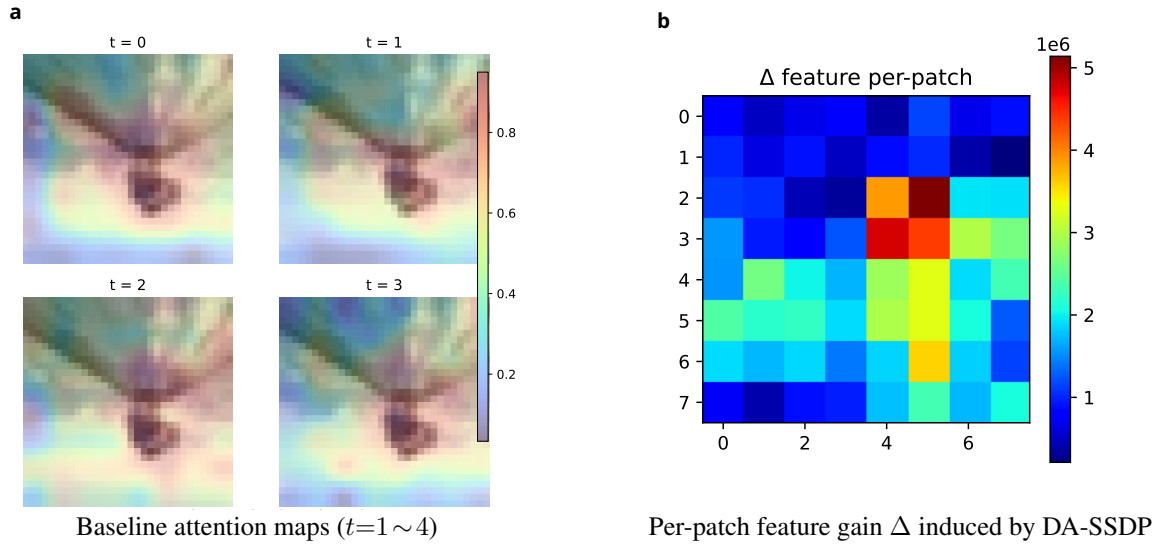 a
t = 0
t = 1
t = 2
t = 3
0.8
0.6
0.4
0.2
Baseline attention maps (t=1∼4)
b
1e6
Δ feature per-patch
0
1
2
3
4
5
6
7
0
2
4
6
5
4
3
2
1
Per-patch feature gain Δ induced by DA-SSDP